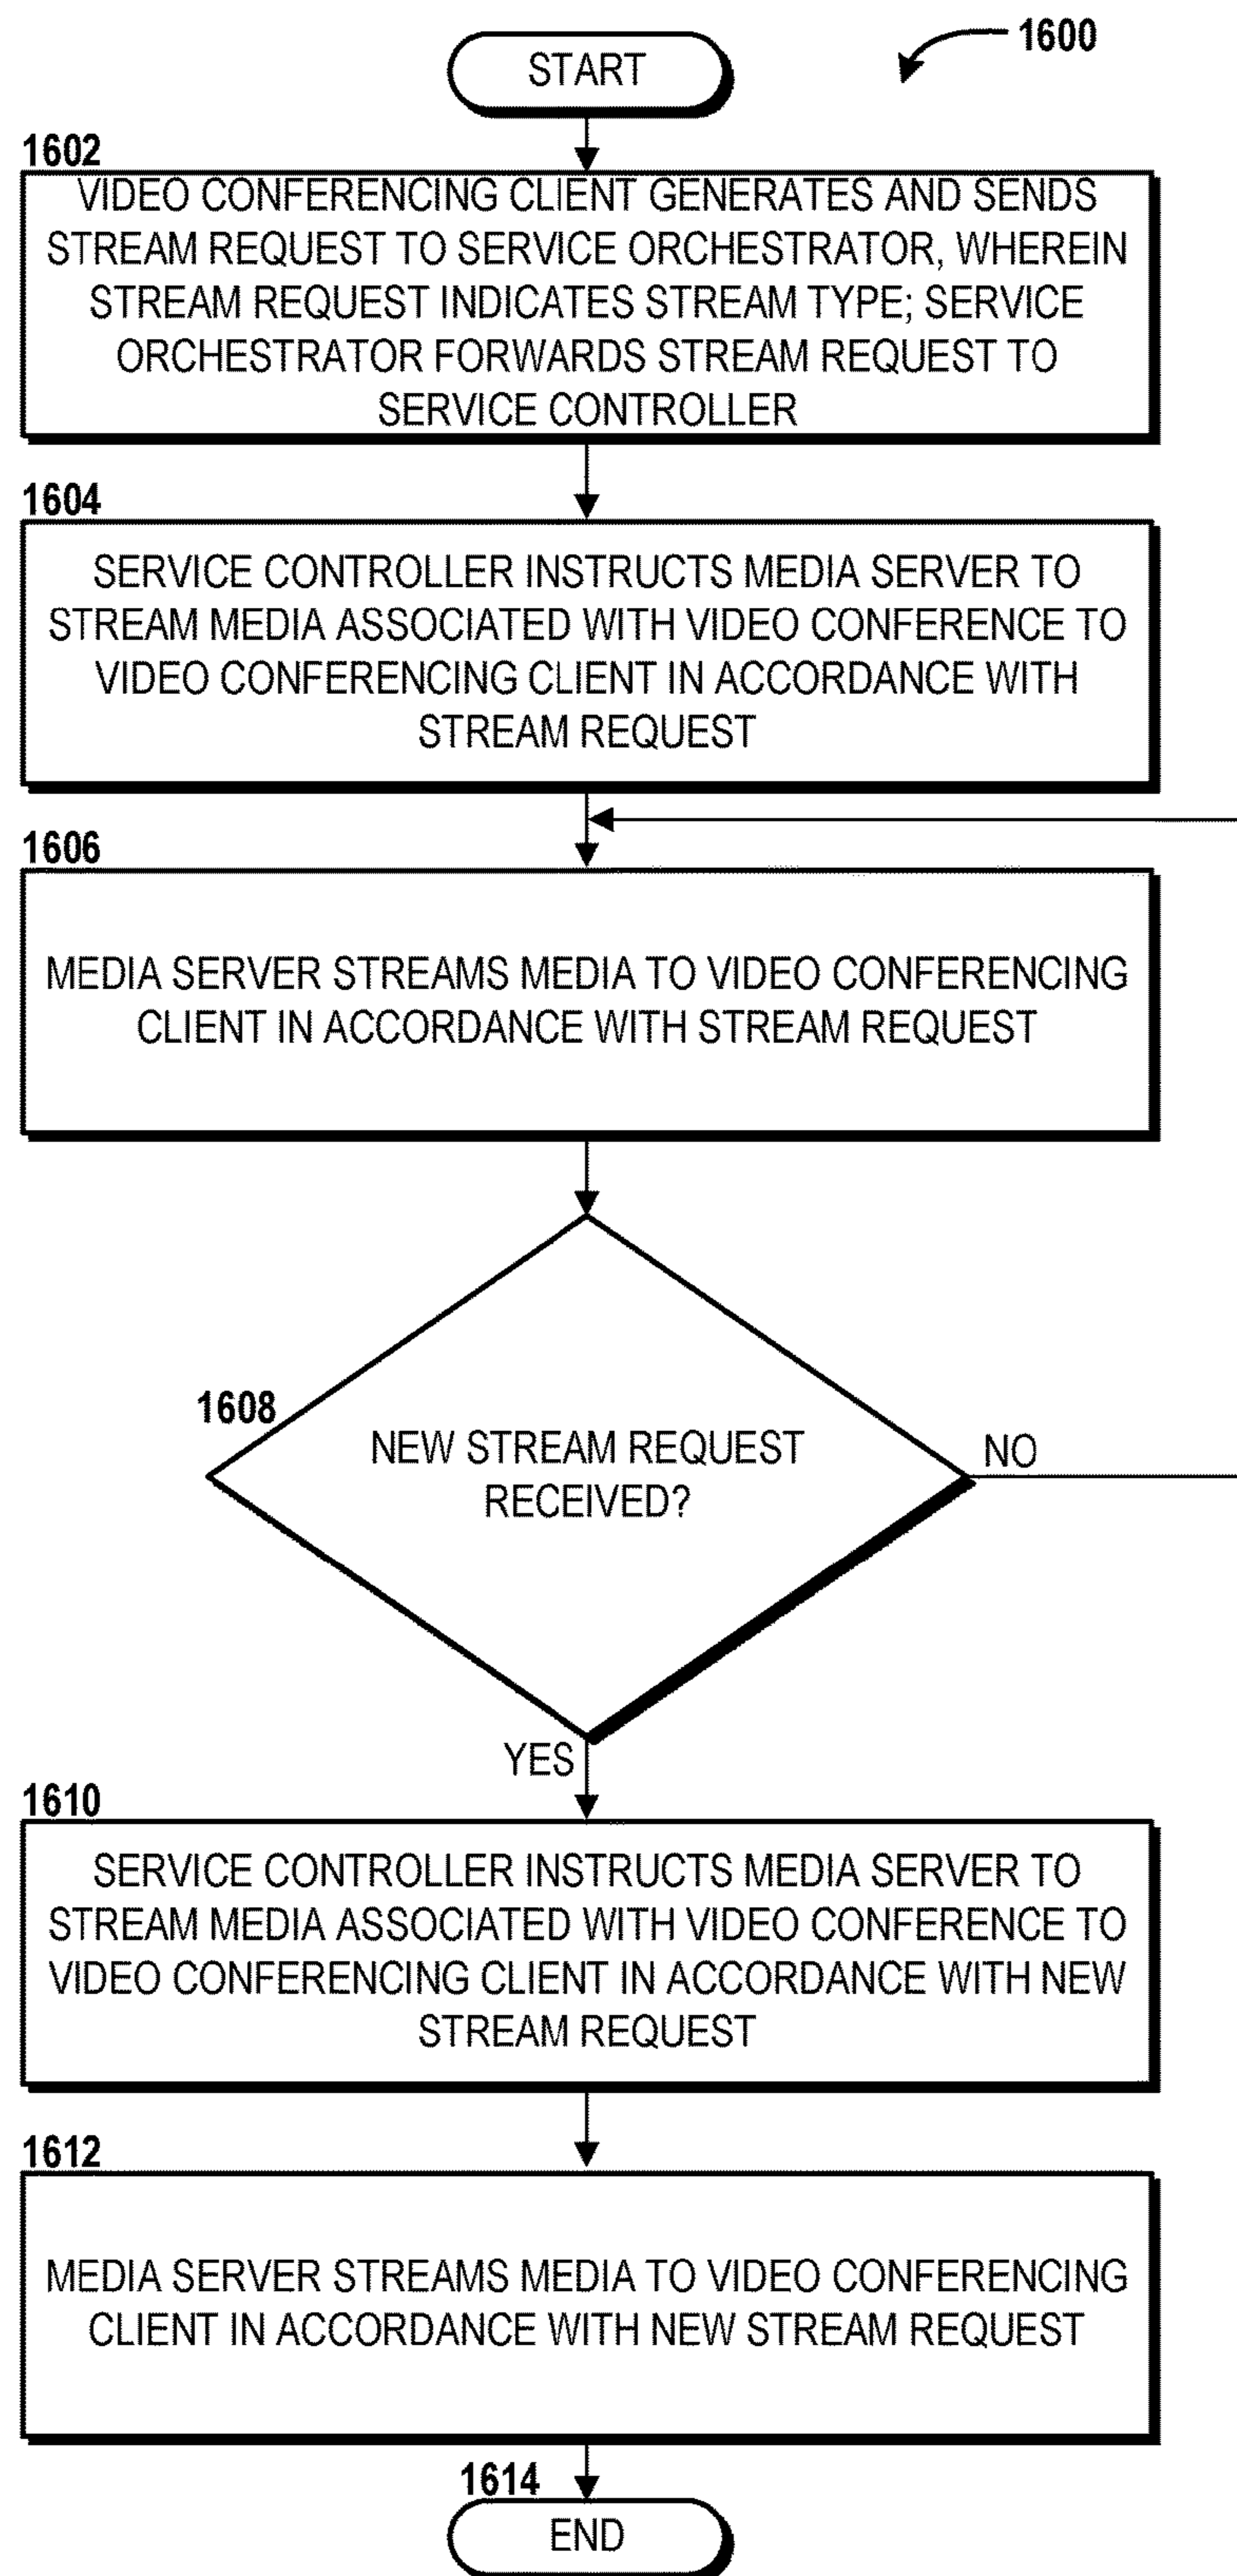 START
1600
1602
VIDEO CONFERENCING CLIENT GENERATES AND SENDS
STREAM REQUEST TO SERVICE ORCHESTRATOR, WHEREIN
STREAM REQUEST INDICATES STREAM TYPE; SERVICE
ORCHESTRATOR FORWARDS STREAM REQUEST TO
SERVICE CONTROLLER
1604
SERVICE CONTROLLER INSTRUCTS MEDIA SERVER TO
STREAM MEDIA ASSOCIATED WITH VIDEO CONFERENCE TO
VIDEO CONFERENCING CLIENT IN ACCORDANCE WITH
STREAM REQUEST
1606
MEDIA SERVER STREAMS MEDIA TO VIDEO CONFERENCING
CLIENT IN ACCORDANCE WITH STREAM REQUEST
1608
NEW STREAM REQUEST
RECEIVED?
NO
YES
1610
SERVICE CONTROLLER INSTRUCTS MEDIA SERVER TO
STREAM MEDIA ASSOCIATED WITH VIDEO CONFERENCE TO
VIDEO CONFERENCING CLIENT IN ACCORDANCE WITH NEW
STREAM REQUEST
1612
MEDIA SERVER STREAMS MEDIA TO VIDEO CONFERENCING
CLIENT IN ACCORDANCE WITH NEW STREAM REQUEST
1614
END